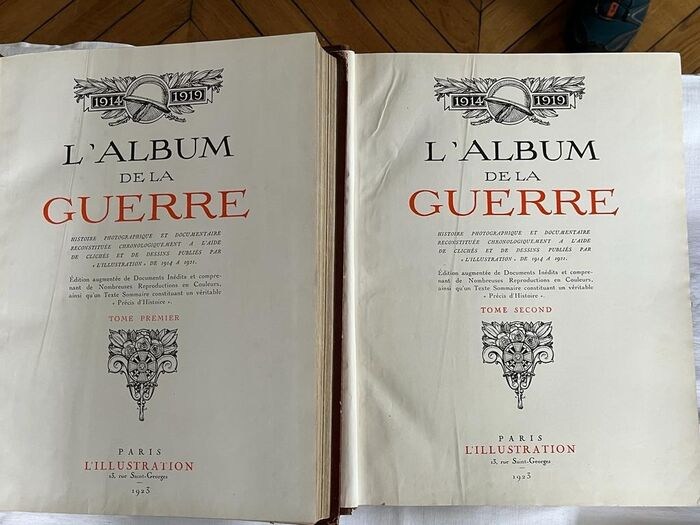 1914 1919
L'ALBUM
DE LA
GUERRE
HISTOIRE PHOTOGRAPHIQUE ET DOCUMENTAIRE
RECONSTITUÉE CHRONOLOGIQUEMENT A L'AIDE
DE CLICHÉS ET DE DESSINS PUBLIÉS PAR
« L'ILLUSTRATION », DE 1914 A 1921.
Édition augmentée de Documents Inédits et compre-
nant de Nombreuses Reproductions en Couleurs,
ainsi qu'un Texte Sommaire constituant un véritable
« Précis d'Histoire ».
TOME PREMIER
PARIS
L'ILLUSTRATION
13, rue Saint-Georges
1923
1914 1919
L'ALBUM
DE LA
GUERRE
HISTOIRE PHOTOGRAPHIQUE ET DOCUMENTAIRE
RECONSTITUÉE CHRONOLOGIQUEMENT A L'AIDE
DE CLICHÉS ET DE DESSINS PUBLIÉS PAR
« L'ILLUSTRATION », DE 1914 A 1921.
Édition augmentée de Documents Inédits et compre-
nant de Nombreuses Reproductions en Couleurs,
ainsi qu'un Texte Sommaire constituant un véritable
« Précis d'Histoire ».
TOME SECOND
PARIS
L'ILLUSTRATION
13, rue Saint-Georges
1923